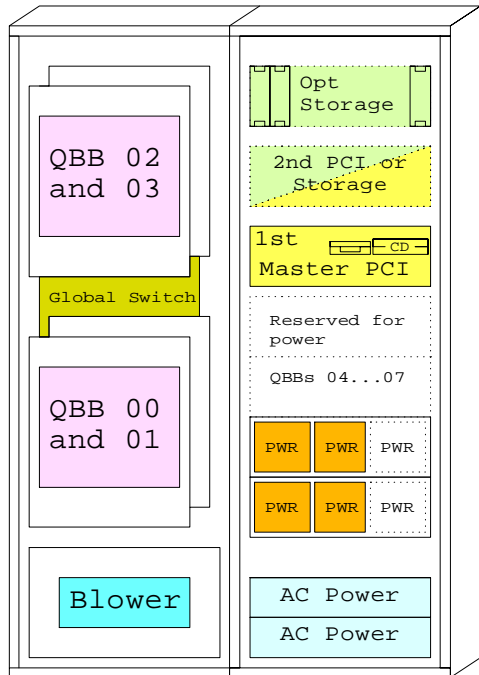 QBB 02
and 03
Global Switch
QBB 00
and 01
Blower
Opt
Storage
2nd PCI or
Storage
1st
CD
Master PCI
Reserved for
power
QBBs 04...07
PWR PWR PWR
PWR PWR PWR
AC Power
AC Power